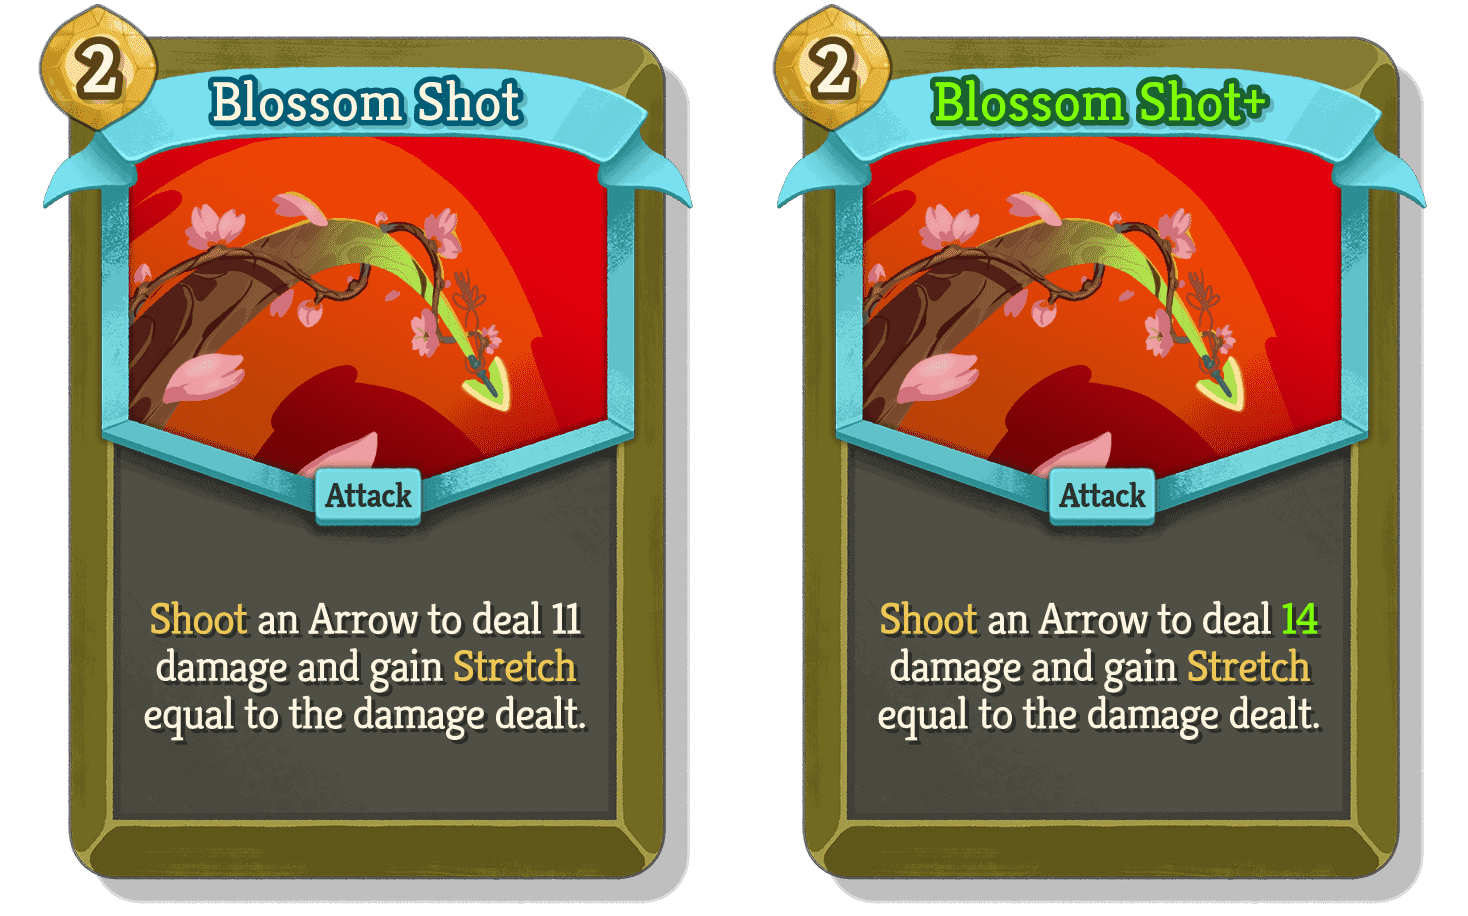 2
Blossom Shot
Attack
Shoot an Arrow to deal 11
damage and gain Stretch
equal to the damage dealt.
2
Blossom Shot+
Attack
Shoot an Arrow to deal 14
damage and gain Stretch
equal to the damage dealt.